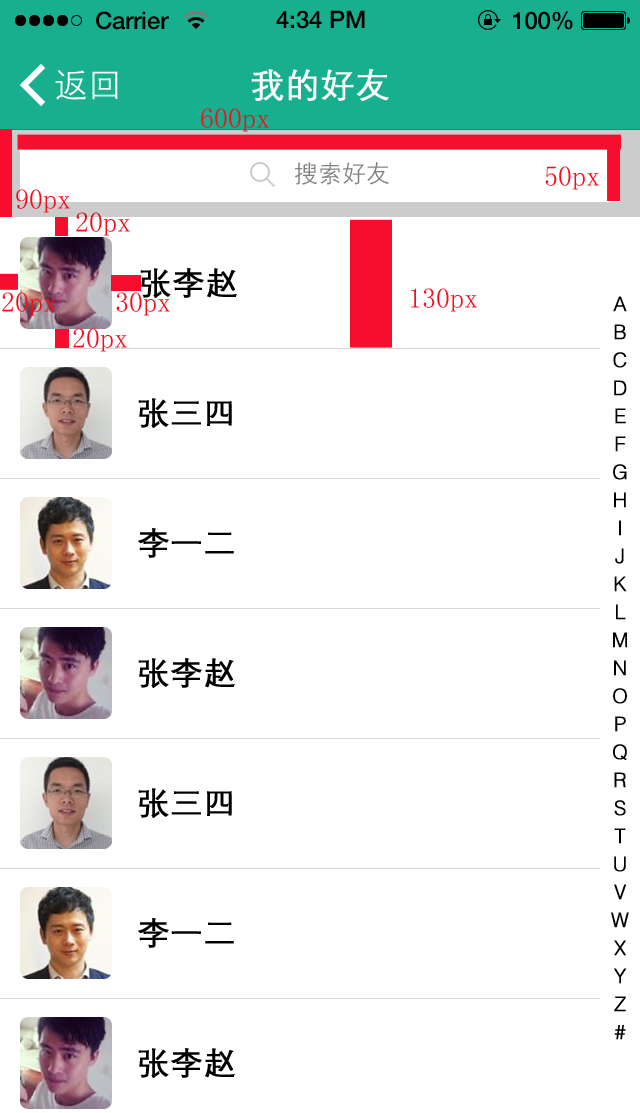 Carrier 4:34 PM 100%
返回 我的好友
600px
搜索好友 50px
90px
20px
张李赵
20px 30px 130px
20px
张三四
李一二
张李赵
张三四
李一二
张李赵
A
B
C
D
E
F
G
H
I
J
K
L
M
N
O
P
Q
R
S
T
U
V
W
X
Y
Z
#